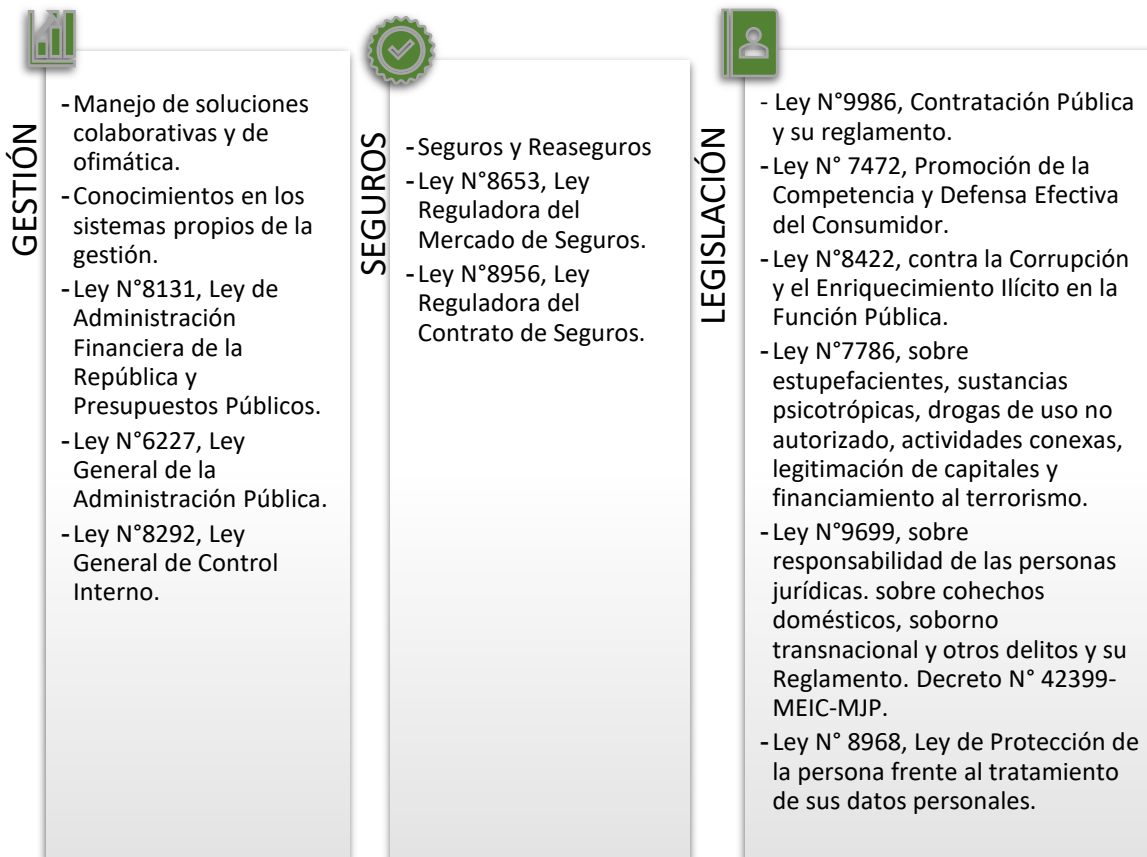 GESTIÓN
- Manejo de soluciones
colaborativas y de
ofimática.
- Conocimientos en los
sistemas propios de la
gestión.
- Ley N°8131, Ley de
Administración
Financiera de la
República y
Presupuestos Públicos.
- Ley N°6227, Ley
General de la
Administración Pública.
- Ley N°8292, Ley
General de Control
Interno.
SEGUROS
- Seguros y Reaseguros
- Ley N°8653, Ley
Reguladora del
Mercado de Seguros.
- Ley N°8956, Ley
Reguladora del
Contrato de Seguros.
LEGISLACIÓN
- Ley N°9986, Contratación Pública
y su reglamento.
- Ley N° 7472, Promoción de la
Competencia y Defensa Efectiva
del Consumidor.
- Ley N°8422, contra la Corrupción
y el Enriquecimiento Ilícito en la
Función Pública.
- Ley N°7786, sobre
estupefacientes, sustancias
psicotrópicas, drogas de uso no
autorizado, actividades conexas,
legitimación de capitales y
financiamiento al terrorismo.
- Ley N°9699, sobre
responsabilidad de las personas
jurídicas. sobre cohechos
domésticos, soborno
transnacional y otros delitos y su
Reglamento. Decreto N° 42399-
MEIC-MJP.
- Ley N° 8968, Ley de Protección de
la persona frente al tratamiento
de sus datos personales.